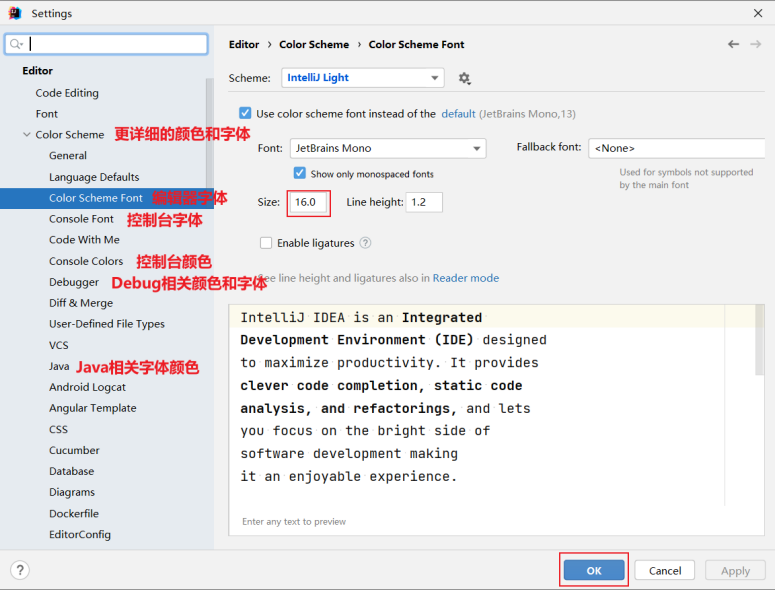 Settings
Editor › Color Scheme › Color Scheme Font
Editor
Code Editing
Font
Color Scheme 更详细的颜色和字体
General
Language Defaults
Color Scheme Font 编辑器字体
Console Font 控制台字体
Code With Me
Console Colors 控制台颜色
Debugger Debug相关颜色和字体
Diff & Merge
User-Defined File Types
VCS
Java Java相关字体颜色
Android Logcat
Angular Template
CSS
Cucumber
Database
Diagrams
Dockerfile
EditorConfig
Scheme: IntelliJ Light
Use color scheme font instead of the default (JetBrains Mono,13)
Font: JetBrains Mono Fallback font: <None>
Show only monospaced fonts
Used for symbols not supported
by the main font
Size: 16.0 Line height: 1.2
Enable ligatures ?
See line height and ligatures also in Reader mode
IntelliJ IDEA is an Integrated
Development Environment (IDE) designed
to maximize productivity. It provides
clever code completion, static code
analysis, and refactorings, and lets
you focus on the bright side of
software development making
it an enjoyable experience.
Enter any text to preview
? OK Cancel Apply